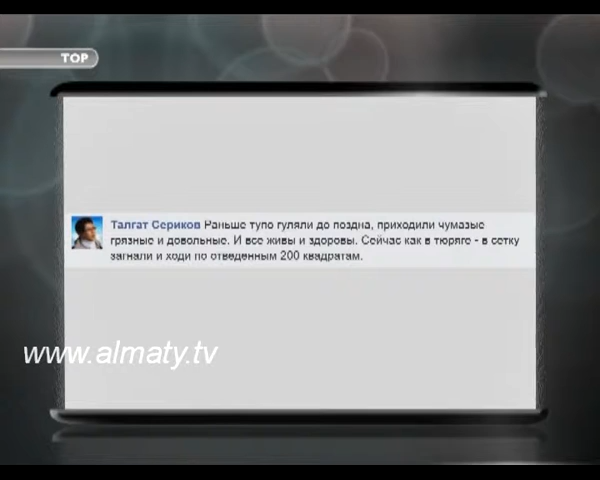 TOP
Талгат Сериков Раньше тупо гуляли до поздна, приходили чумазые
грязные и довольные. И все живы и здоровы. Сейчас как в тюряге - в сетку
загнали и ходи по отведенным 200 квадратам.
www.almaty.tv